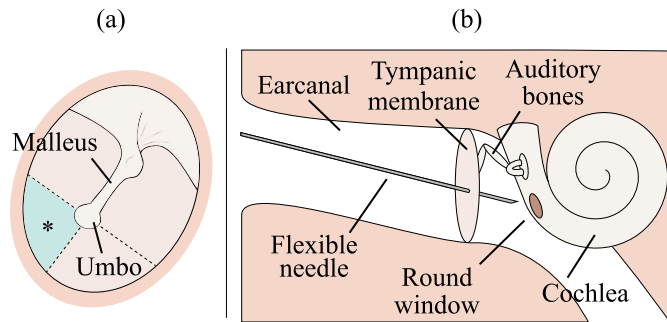 (a)
(b)
Malleus
*
Umbo
Earcanal
Tympanic
membrane
Auditory
bones
Flexible
needle
Round
window
Cochlea